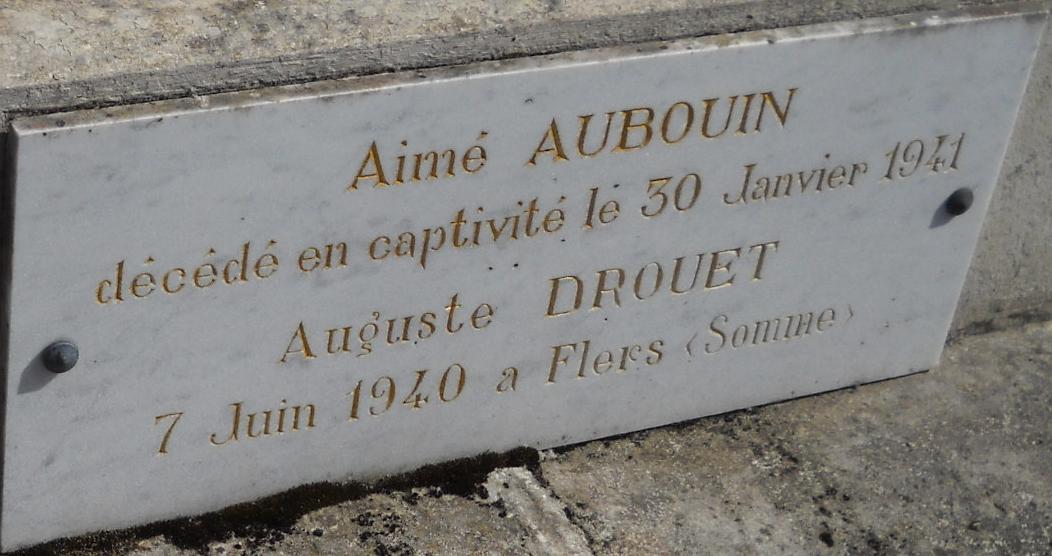 Aimé AUBOUIN
décédé en captivité le 30 Janvier 1941
Auguste DROUET
7 Juin 1940 a Flers (Somme)